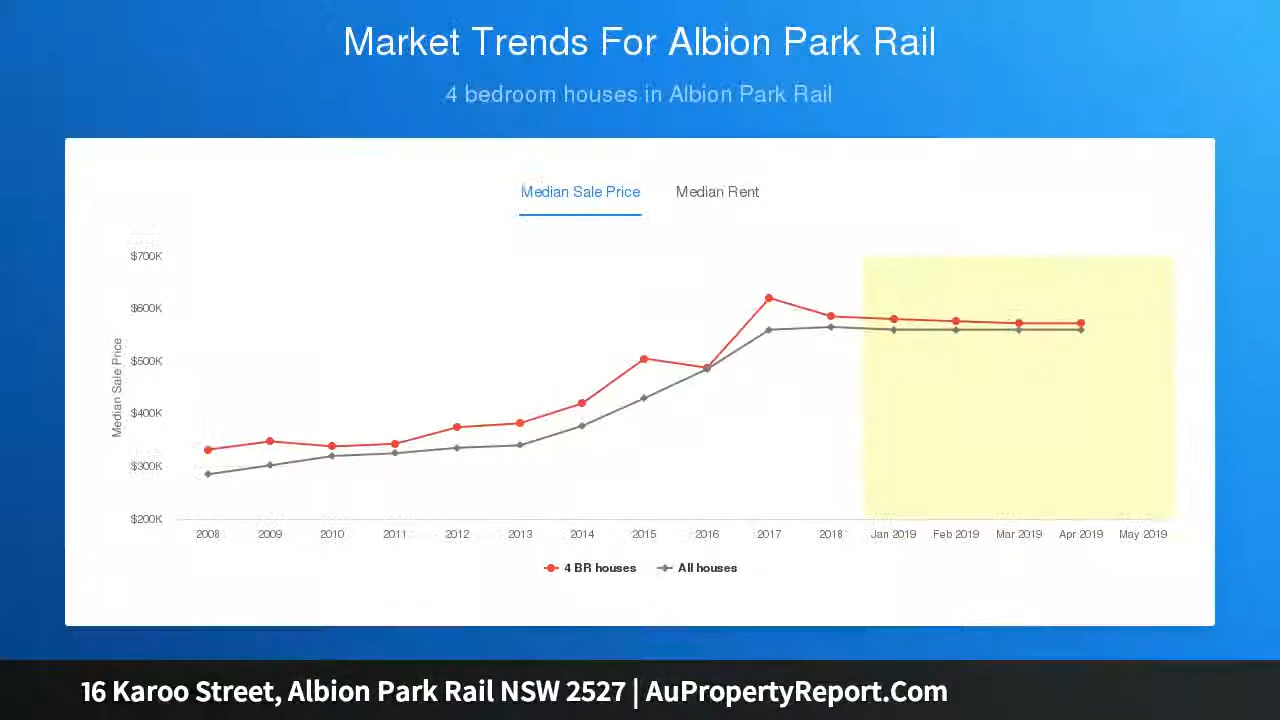 Market Trends For Albion Park Rail
4 bedroom houses in Albion Park Rail
Median Sale Price Median Rent
$700K
$600K
$500K
$400K
$300K
$200K
Median Sale Price
2008 2009 2010 2011 2012 2013 2014 2015 2016 2017 2018 Jan 2019 Feb 2019 Mar 2019 Apr 2019 May 2019
4 BR houses All houses
16 Karoo Street, Albion Park Rail NSW 2527 | AuPropertyReport.Com